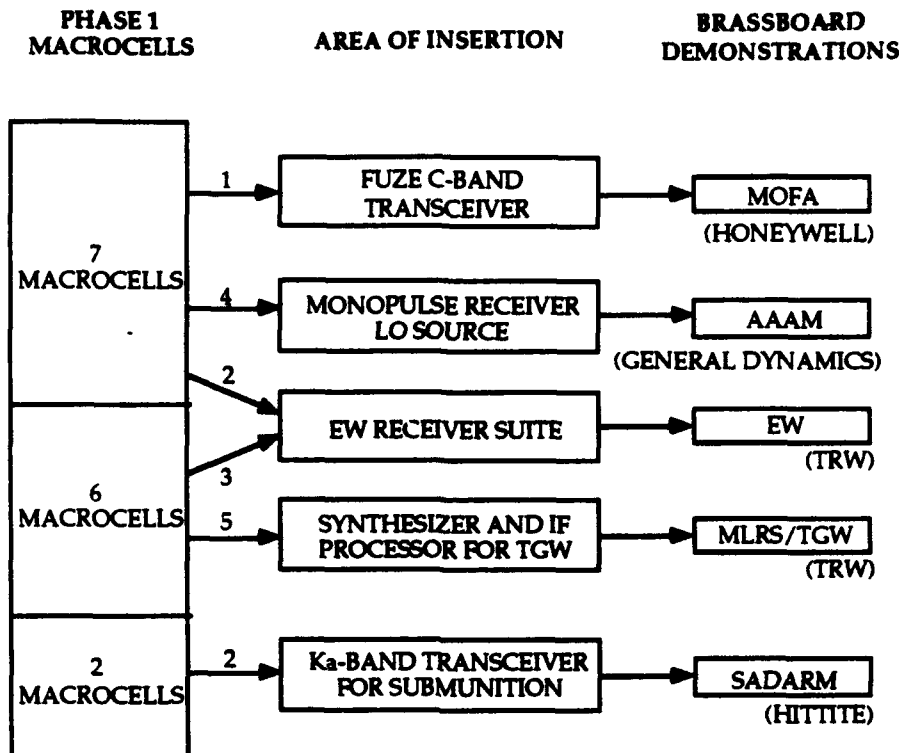 PHASE 1
MACROCELLS
AREA OF INSERTION
BRASSBOARD
DEMONSTRATIONS
7
MACROCELLS
1
FUZE C-BAND
TRANSCEIVER
MOFA
(HONEYWELL)
4
MONOPULSE RECEIVER
LO SOURCE
AAAM
(GENERAL DYNAMICS)
2
EW RECEIVER SUITE
EW
(TRW)
3
6
MACROCELLS
5
SYNTHESIZER AND IF
PROCESSOR FOR TGW
MLRS/TGW
(TRW)
2
MACROCELLS
2
Ka-BAND TRANSCEIVER
FOR SUBMUNITION
SADARM
(HITTITE)